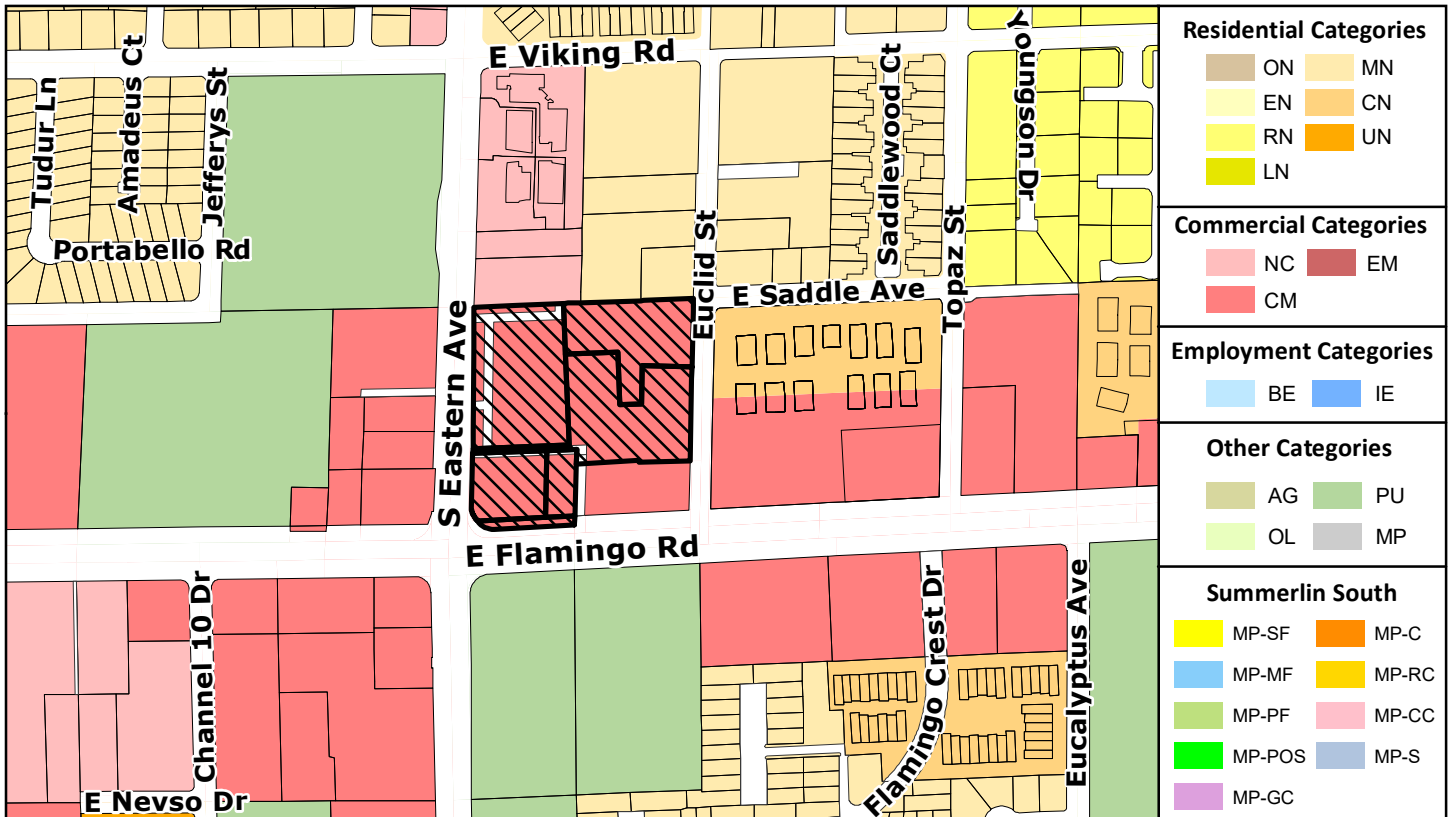 E Viking Rd
Tudur Ln
Amadeus Ct
Jefferys St
Portabello Rd
S Eastern Ave
Euclid St
Saddlewood Ct
Topaz St
Youngson Dr
E Saddle Ave
E Flamingo Rd
Channel 10 Dr
E Nevso Dr
Flamingo Crest Dr
Eucalyptus Ave
Residential Categories
ON MN
EN CN
RN UN
LN
Commercial Categories
NC EM
CM
Employment Categories
BE IE
Other Categories
AG PU
OL MP
Summerlin South
MP-SF MP-C
MP-MF MP-RC
MP-PF MP-CC
MP-POS MP-S
MP-GC